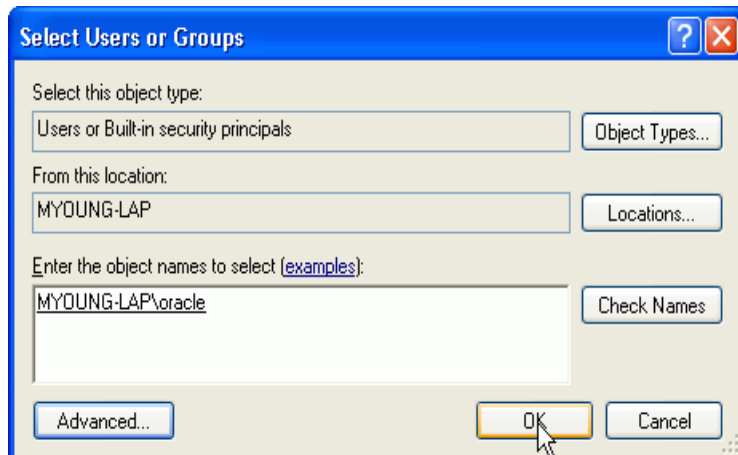 Select Users or Groups
Select this object type:
Users or Built-in security principals
Object Types...
From this location:
MYOUNG-LAP
Locations...
Enter the object names to select (examples):
MYOUNG-LAP\oracle
Check Names
Advanced...
OK
Cancel